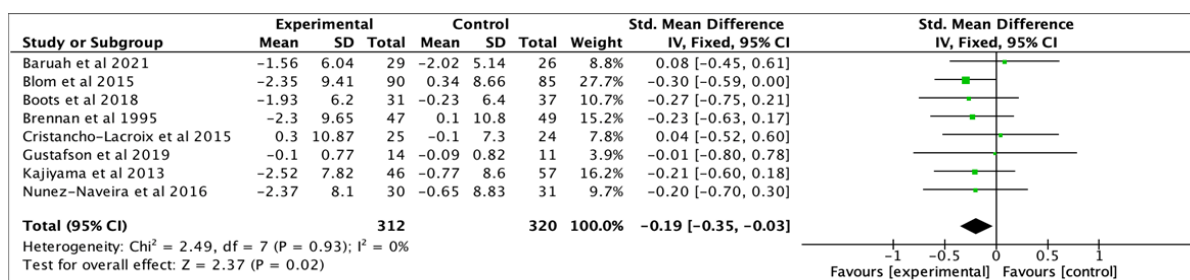 Experimental Control Std. Mean Difference Std. Mean Difference
Study or Subgroup Mean SD Total Mean SD Total Weight IV, Fixed, 95% CI IV, Fixed, 95% CI
Baruah et al 2021 -1.56 6.04 29 -2.02 5.14 26 8.8% 0.08 [-0.45, 0.61]
Blom et al 2015 -2.35 9.41 90 0.34 8.66 85 27.7% -0.30 [-0.59, 0.00]
Boots et al 2018 -1.93 6.2 31 -0.23 6.4 37 10.7% -0.27 [-0.75, 0.21]
Brennan et al 1995 -2.3 9.65 47 0.1 10.8 49 15.2% -0.23 [-0.63, 0.17]
Cristancho-Lacroix et al 2015 0.3 10.87 25 -0.1 7.3 24 7.8% 0.04 [-0.52, 0.60]
Gustafson et al 2019 -0.1 0.77 14 -0.09 0.82 11 3.9% -0.01 [-0.80, 0.78]
Kajiyama et al 2013 -2.52 7.82 46 -0.77 8.6 57 16.2% -0.21 [-0.60, 0.18]
Nunez-Naveira et al 2016 -2.37 8.1 30 -0.65 8.83 31 9.7% -0.20 [-0.70, 0.30]
Total (95% CI) 312 320 100.0% -0.19 [-0.35, -0.03]
Heterogeneity: Chi² = 2.49, df = 7 (P = 0.93); I² = 0%
Test for overall effect: Z = 2.37 (P = 0.02)
-1 -0.5 0 0.5 1
Favours [experimental] Favours [control]